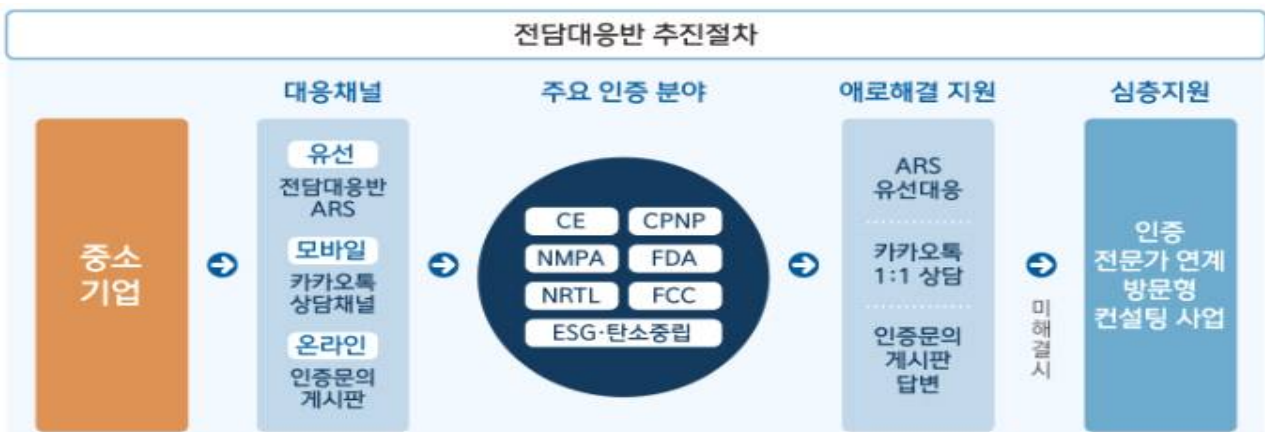 전담대응반 추진절차
대응채널
주요 인증 분야
애로해결 지원
심층지원
중소
기업
유선
전담대응반
ARS
모바일
카카오톡
상담채널
온라인
인증문의
게시판
CE
CPNP
NMPA
FDA
NRTL
FCC
ESG·탄소중립
ARS
유선대응
카카오톡
1:1 상담
인증문의
게시판
답변
미해결시
인증
전문가 연계
방문형
컨설팅 사업